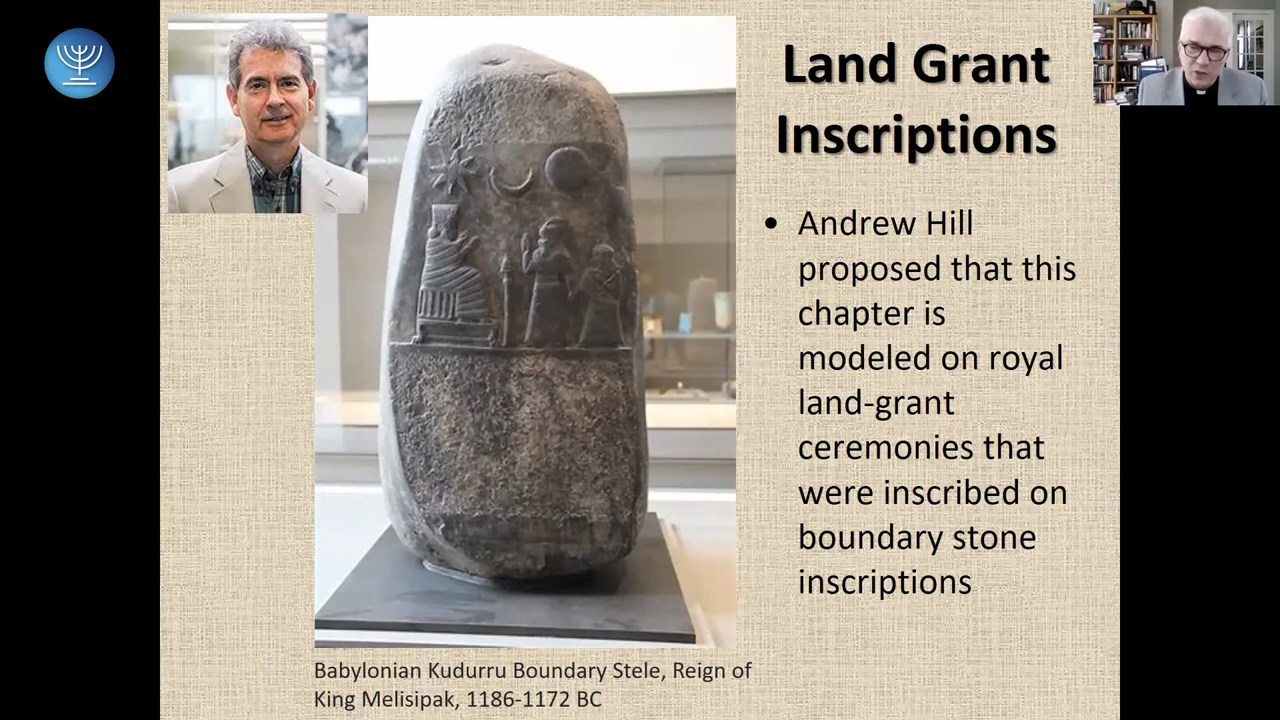 Land Grant
Inscriptions
• Andrew Hill
proposed that this
chapter is
modeled on royal
land-grant
ceremonies that
were inscribed on
boundary stone
inscriptions
Babylonian Kudurru Boundary Stele, Reign of
King Melisipak, 1186-1172 BC